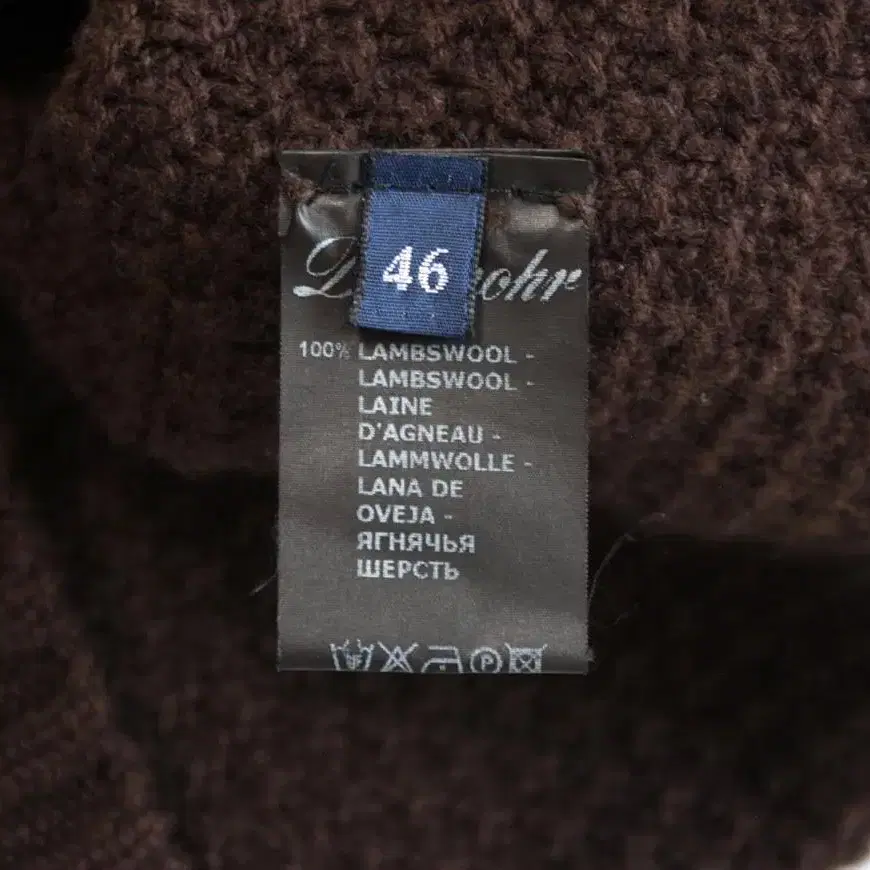 46
100% LAMBSWOOL -
LAMBSWOOL -
LAINE
D'AGNEAU -
LAMMWOLLE -
LANA DE
OVEJA -
ЯГНЯЧЬЯ
ШЕРСТЬ
P